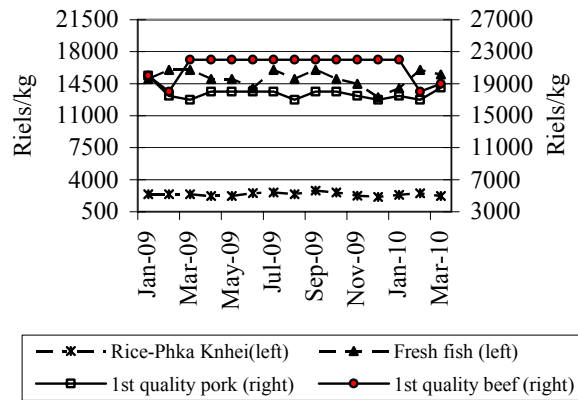 Riels/kg
21500
18000
14500
11000
7500
4000
500
27000
23000
19000
15000
11000
7000
3000
Riels/kg
Jan-09
Mar-09
May-09
Jul-09
Sep-09
Nov-09
Jan-10
Mar-10
Rice-Phka Knhei(left)
Fresh fish (left)
1st quality pork (right)
1st quality beef (right)